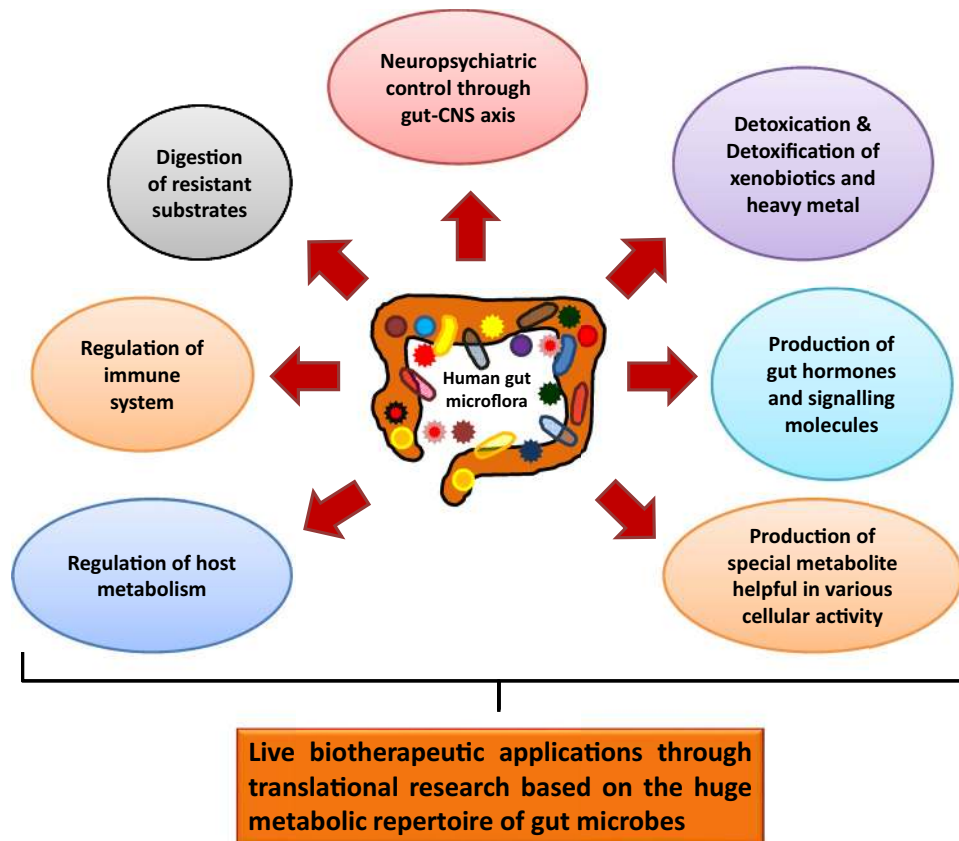 Neuropsychiatric
control through
gut-CNS axis
Digestion
of resistant
substrates
Detoxication &
Detoxification of
xenobiotics and
heavy metal
Regulation of
immune
system
Human gut
microflora
Production of
gut hormones
and signalling
molecules
Regulation of host
metabolism
Production of
special metabolite
helpful in various
cellular activity
Live biotherapeutic applications through
translational research based on the huge
metabolic repertoire of gut microbes